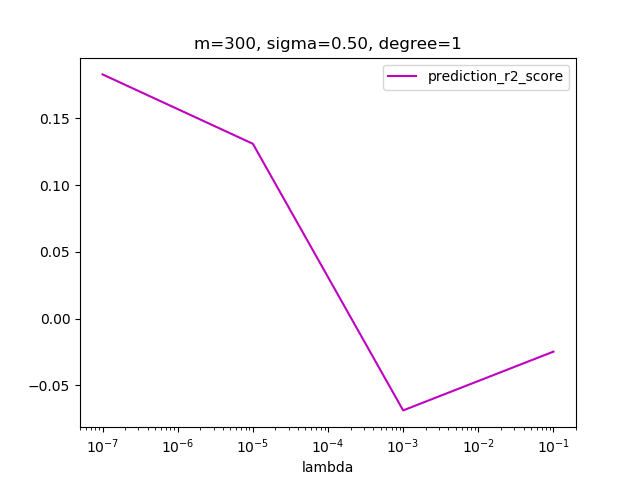 m=300, sigma=0.50, degree=1
prediction_r2_score
0.15
0.10
0.05
0.00
−0.05
10⁻⁷ 10⁻⁶ 10⁻⁵ 10⁻⁴ 10⁻³ 10⁻² 10⁻¹
lambda